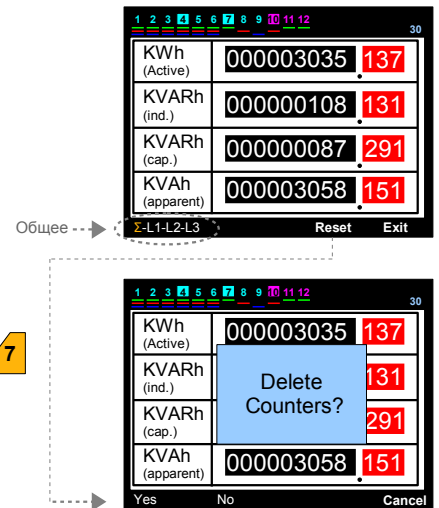 1 2 3 4 5 6 7 8 9 10 11 12
30
KWh 000003035 . 137
(Active)
KVARh 000000108 . 131
(ind.)
KVARh 000000087 . 291
(cap.)
KVAh 000003058 . 151
(apparent)
Общее Σ-L1-L2-L3 Reset Exit
1 2 3 4 5 6 7 8 9 10 11 12
30
KWh 000003035 . 137
(Active)
KVARh 131
(ind.)
Delete
Counters?
KVARh 291
(cap.)
KVAh 000003058 . 151
(apparent)
Yes No Cancel
7